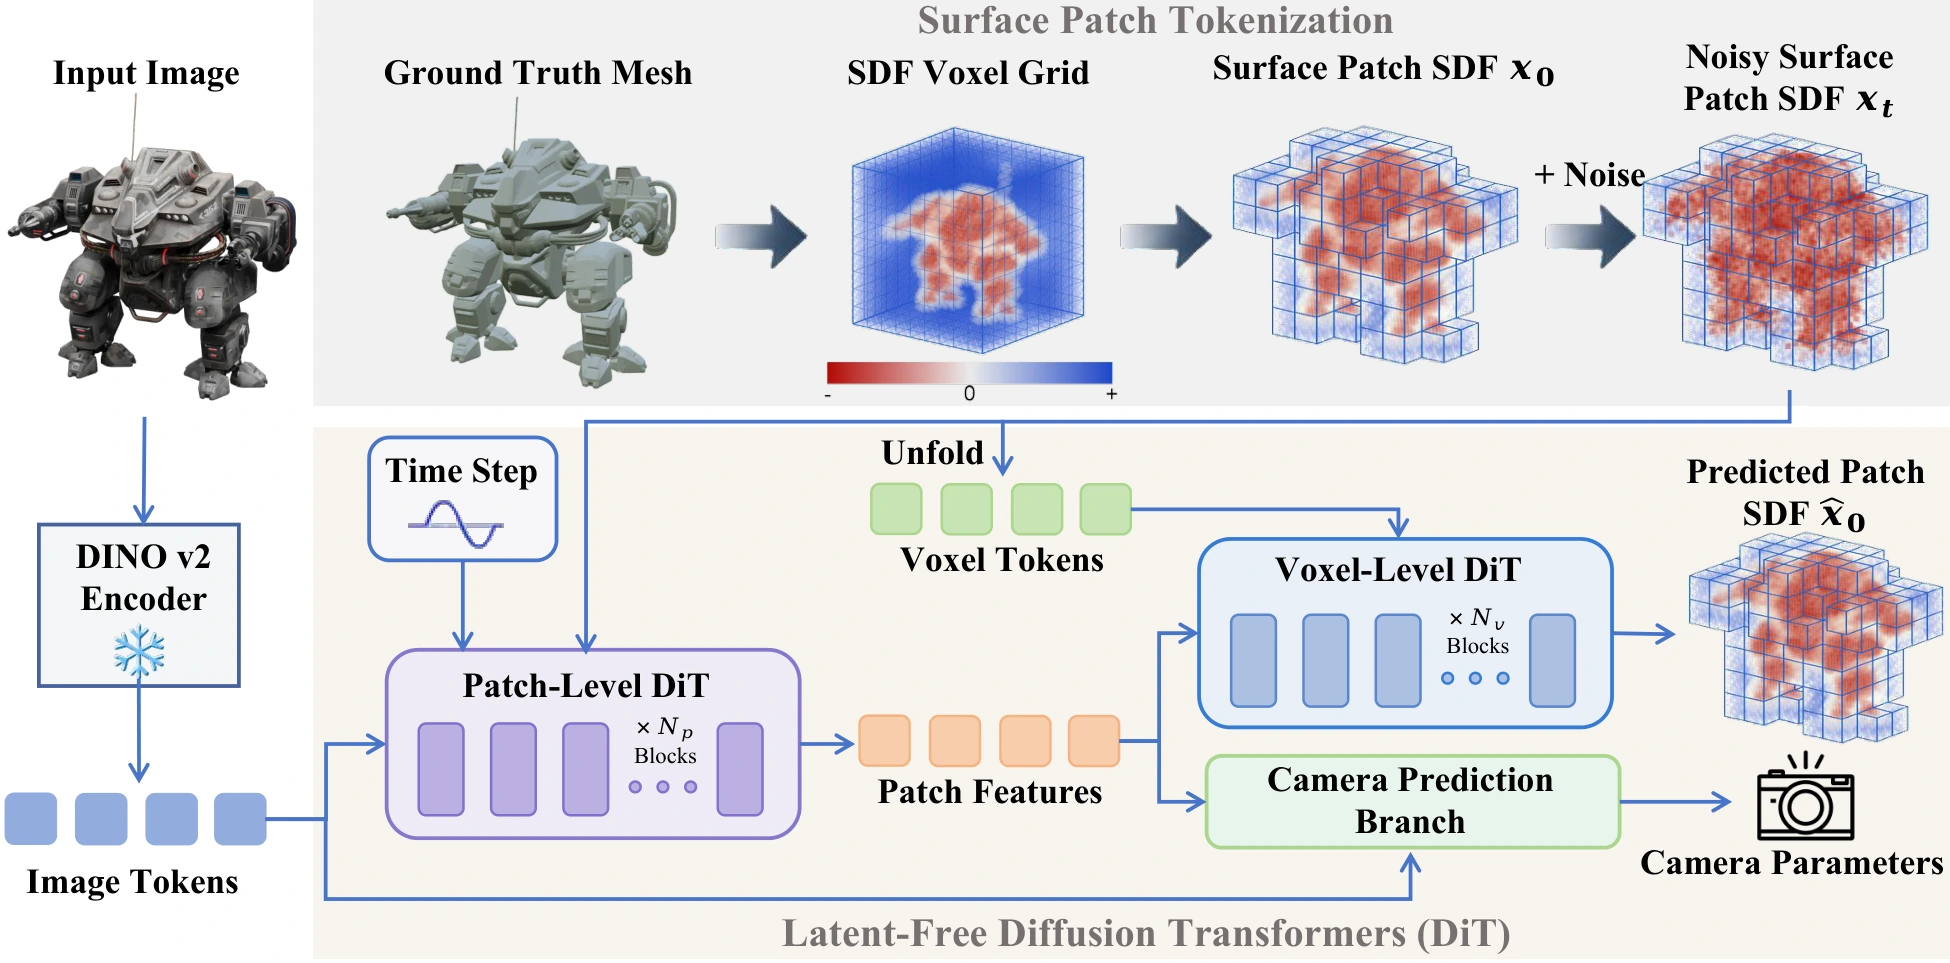 Surface Patch Tokenization
Input Image
Ground Truth Mesh
SDF Voxel Grid
Surface Patch SDF x₀
Noisy Surface
Patch SDF xₜ
+ Noise
- 0 +
Time Step
Unfold
Voxel Tokens
Predicted Patch
SDF x̂₀
DINO v2
Encoder
Voxel-Level DiT
× Nᵥ
Blocks
Patch-Level DiT
× Nₚ
Blocks
Patch Features
Camera Prediction
Branch
Camera Parameters
Image Tokens
Latent-Free Diffusion Transformers (DiT)